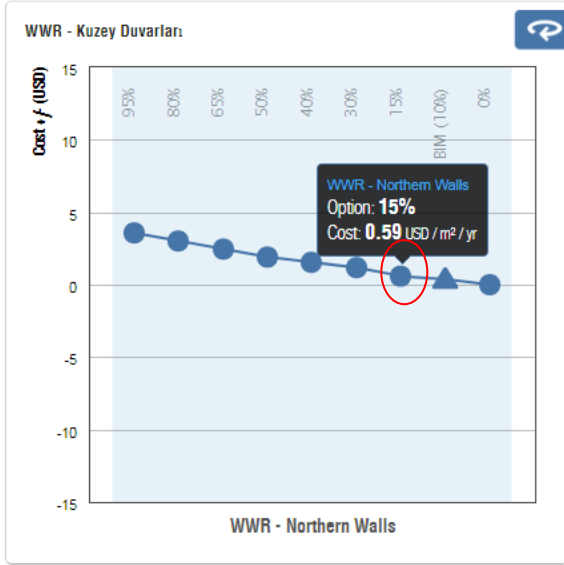 WWR - Kuzey Duvarları
Cost ⬧ ƒ (USD)
15
10
5
0
-5
-10
-15
95%
80%
65%
50%
40%
30%
15%
BIM (10%)
0%
WWR - Northern Walls
Option: 15%
Cost: 0.59 USD / m² / yr
WWR - Northern Walls